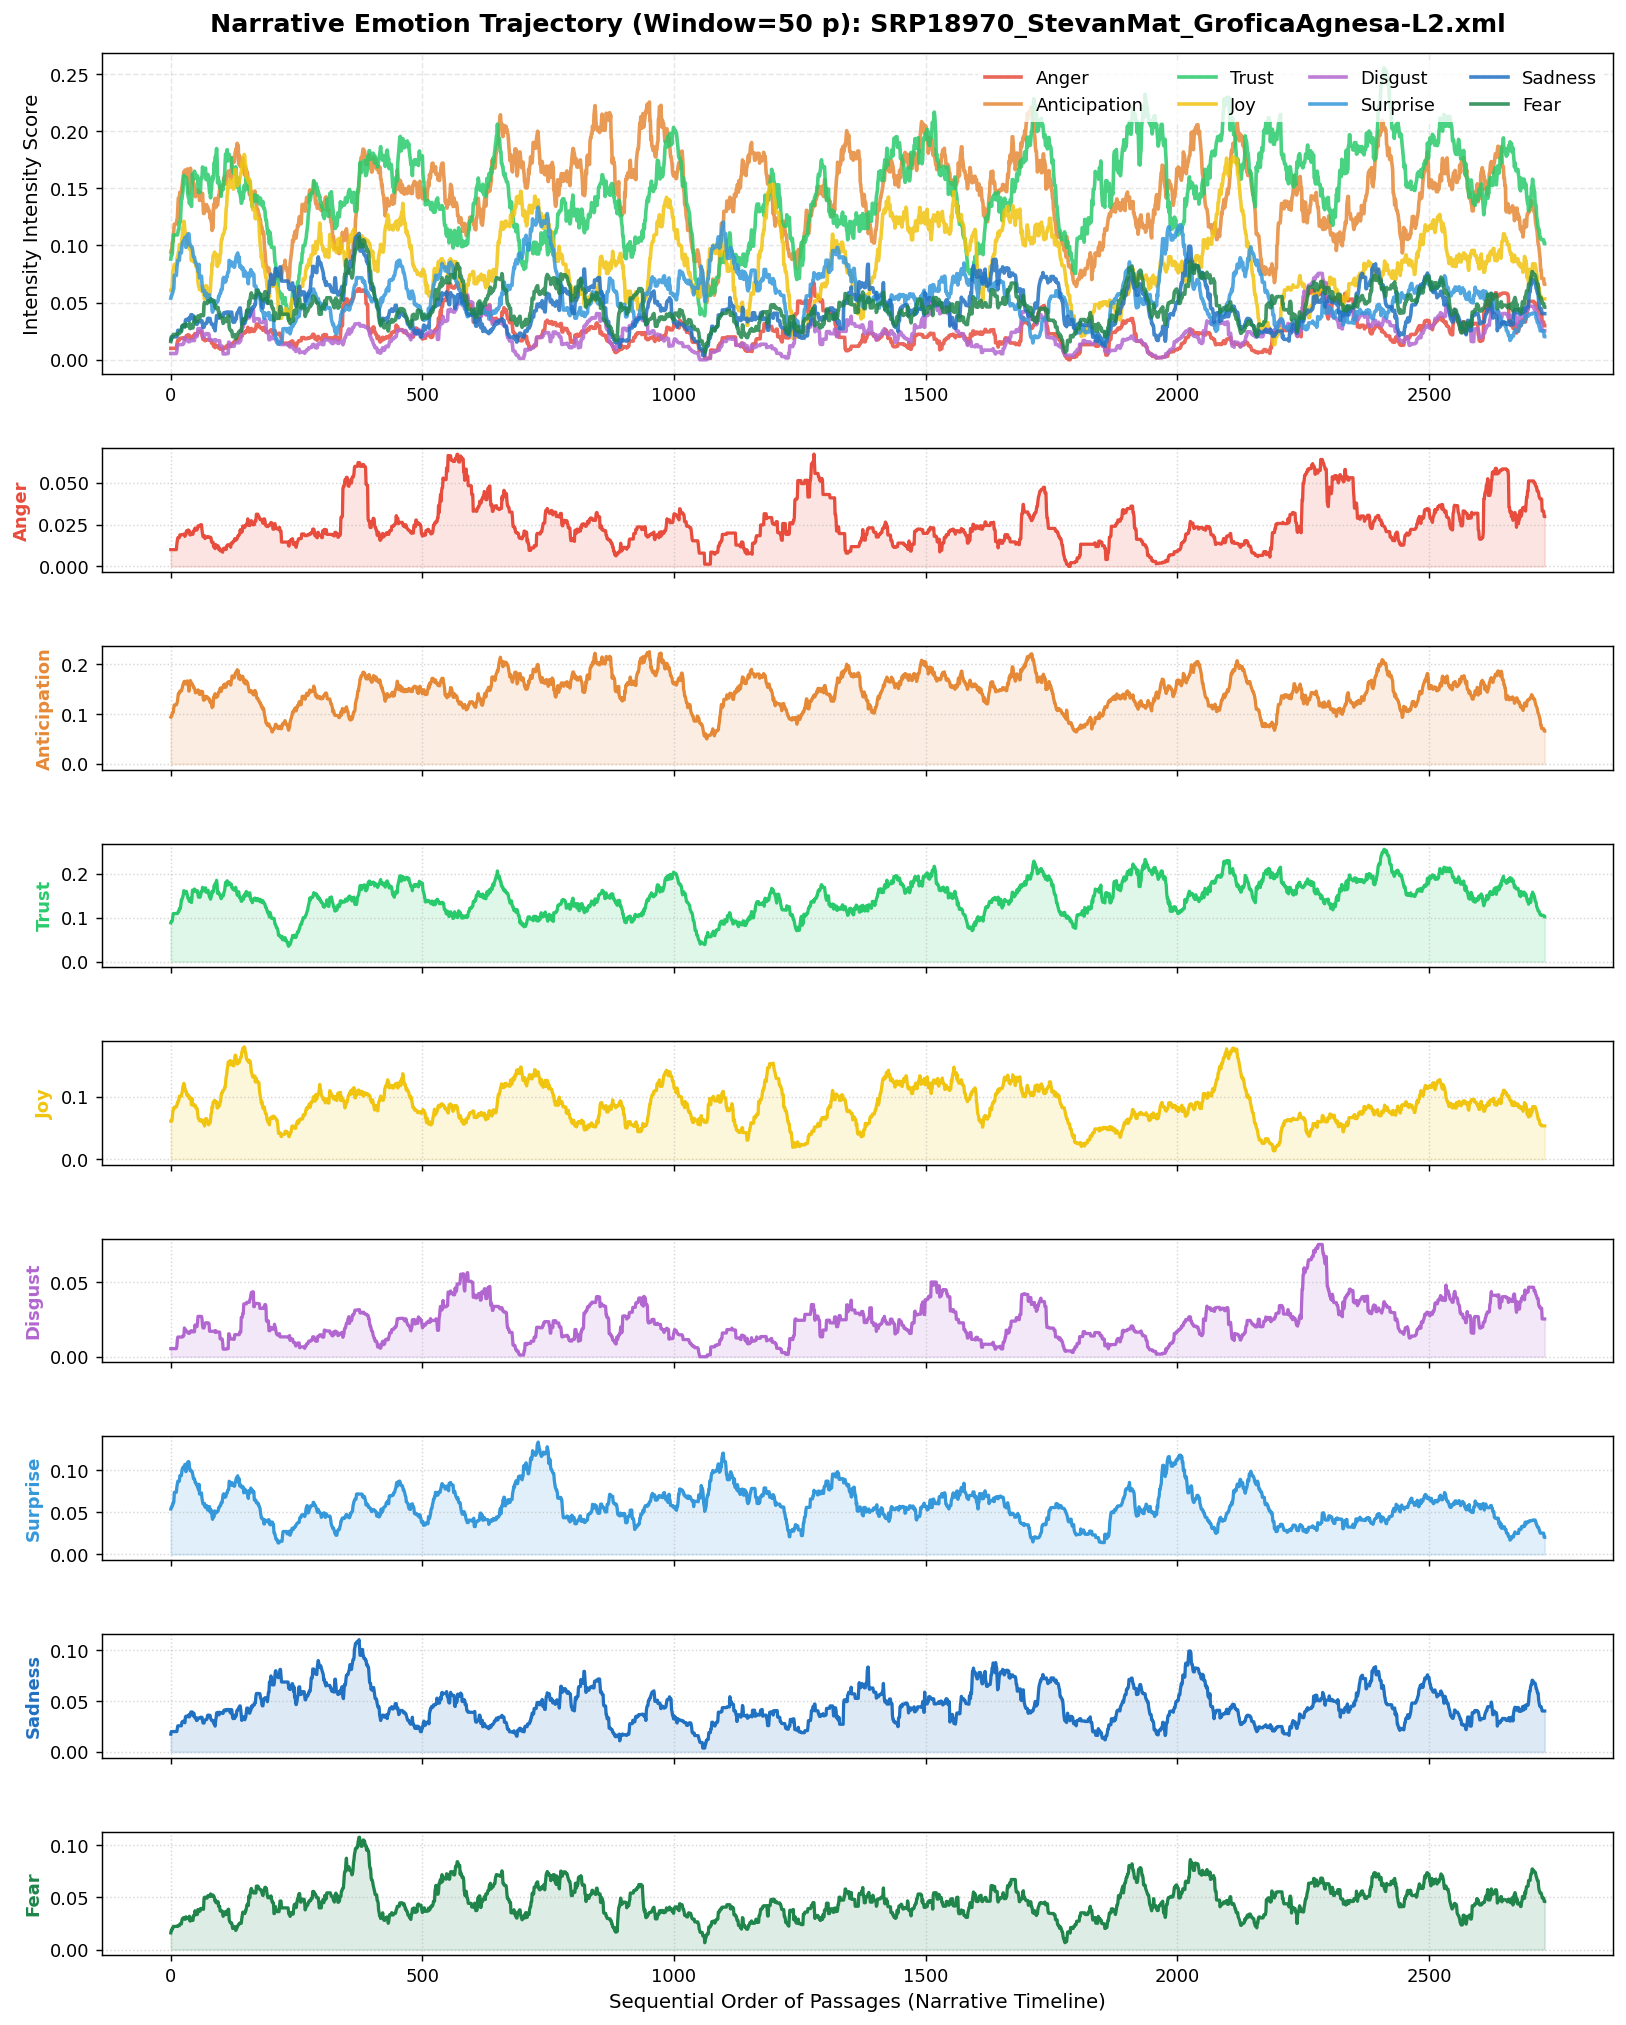 Narrative Emotion Trajectory (Window=50 p): SRP18970_StevanMat_GroficaAgnesa-L2.xml
Intensity Intensity Score
0.25
0.20
0.15
0.10
0.05
0.00
Anger Trust Disgust Sadness
Anticipation Joy Surprise Fear
0 500 1000 1500 2000 2500
Anger
0.050
0.025
0.000
Anticipation
0.2
0.1
0.0
Trust
0.2
0.1
0.0
Joy
0.1
0.0
Disgust
0.05
0.00
Surprise
0.10
0.05
0.00
Sadness
0.10
0.05
0.00
Fear
0.10
0.05
0.00
0 500 1000 1500 2000 2500
Sequential Order of Passages (Narrative Timeline)